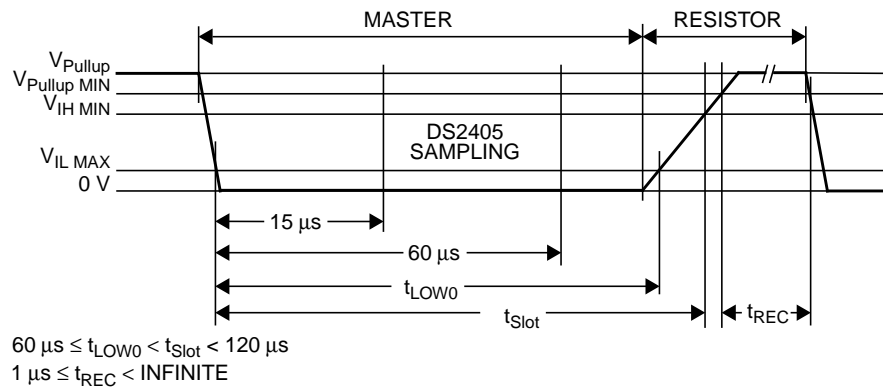 MASTER RESISTOR
VPullup
VPullup MIN
VIH MIN
DS2405
SAMPLING
VIL MAX
0 V
15 μs
60 μs
tLOW0
tSlot
tREC
60 μs ≤ tLOW0 < tSlot < 120 μs
1 μs ≤ tREC < INFINITE